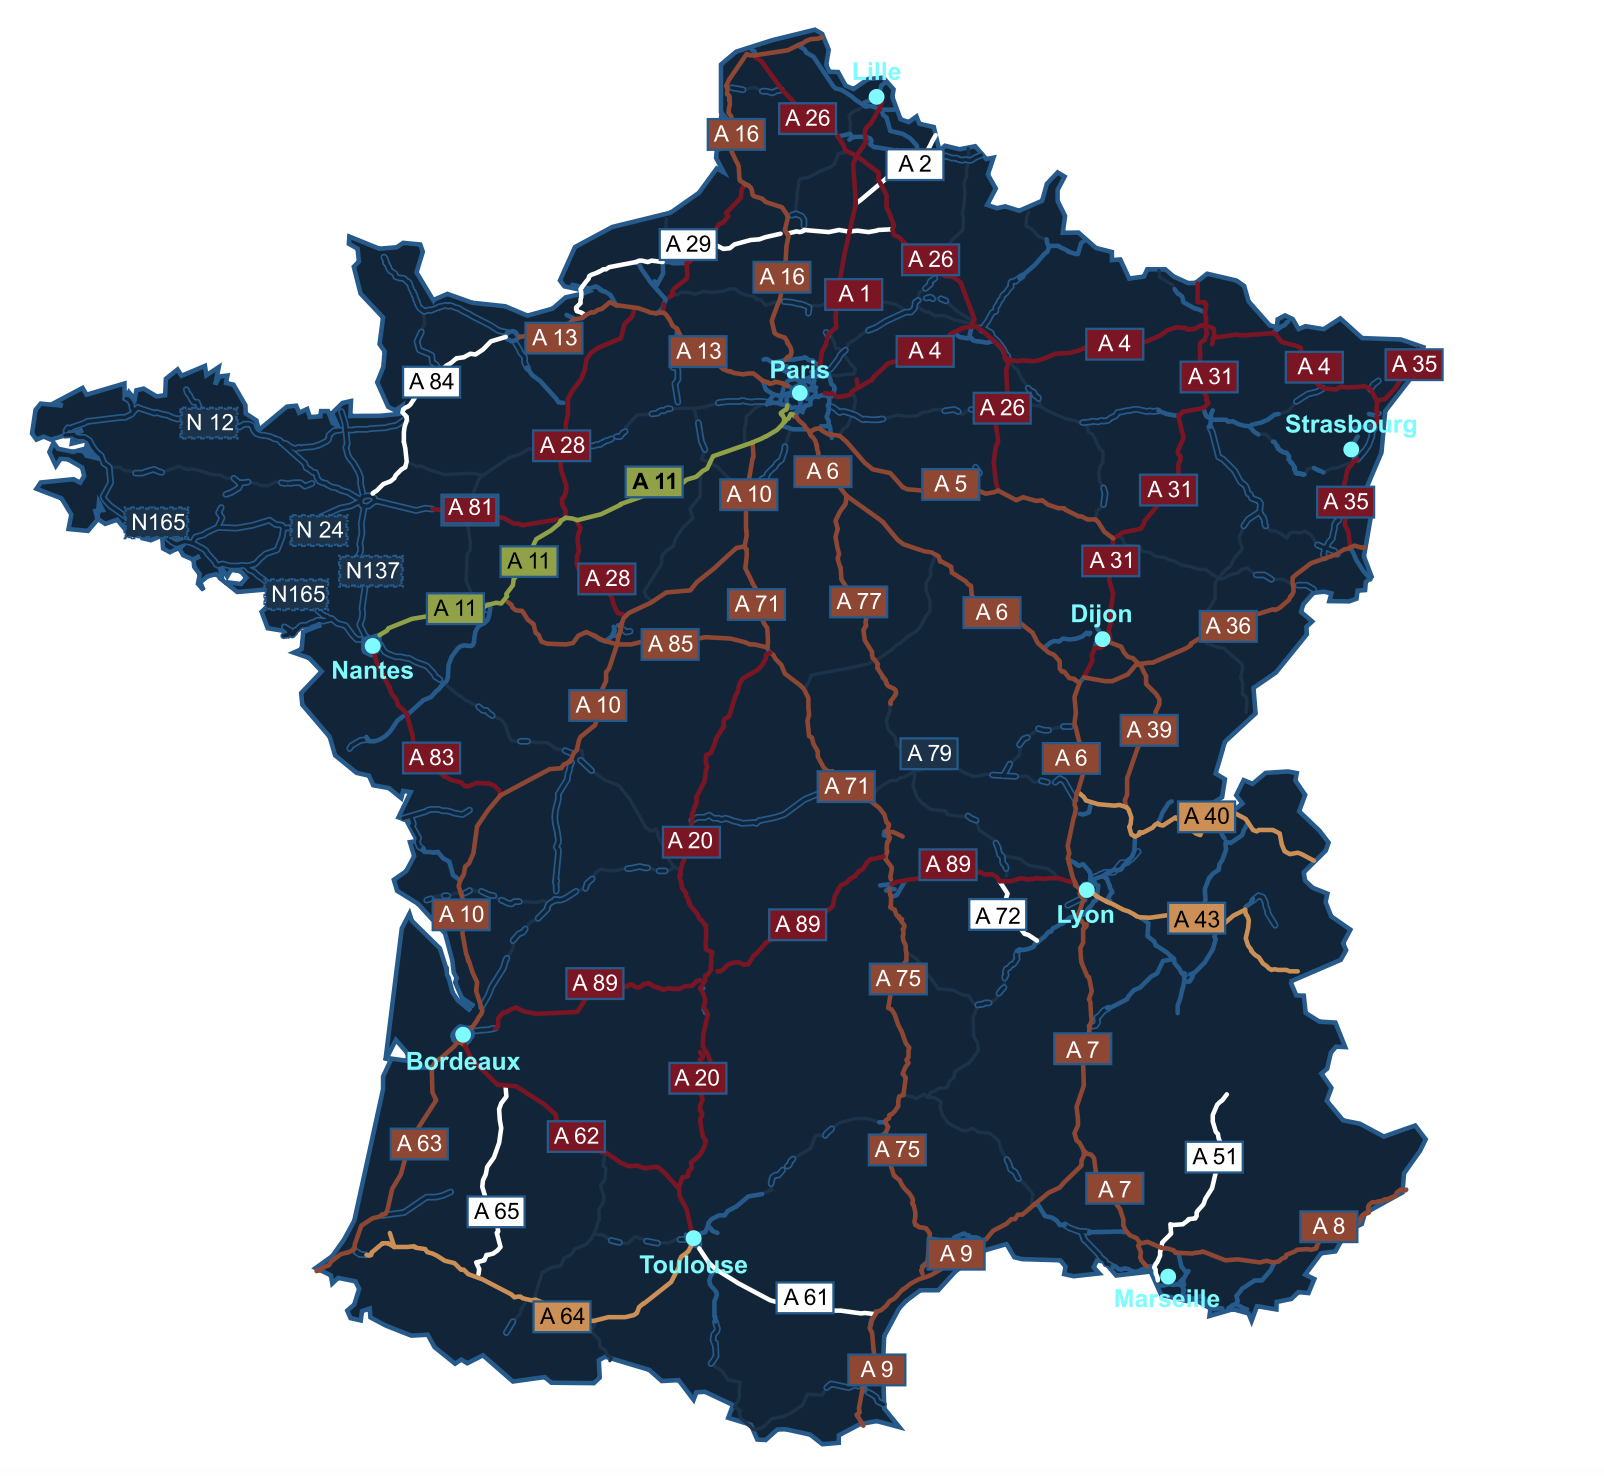 Lille
A 26
A 16
A 2
A 29
A 26
A 16
A 1
A 13
A 13
A 4
A 4
A 4
A 35
Paris
A 84
A 31
N 12
A 26
Strasbourg
A 28
A 11
A 6
A 5
A 10
A 31
A 35
A 81
N165
N 24
A 11
A 31
N137
A 28
N165
A 11
A 71
A 77
A 6
Dijon
A 36
A 85
Nantes
A 10
A 39
A 83
A 79
A 6
A 71
A 40
A 20
A 89
A 10
A 89
A 72
Lyon
A 43
A 89
A 75
Bordeaux
A 7
A 20
A 62
A 63
A 75
A 51
A 7
A 65
A 8
Toulouse
A 9
A 61
Marseille
A 64
A 9